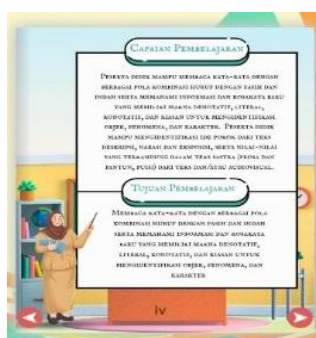 Capaian Pembelajaran
Peserta didik mampu membaca kata-kata dengan
berbagai pola kombinasi huruf dengan fasih dan
indah serta memahami informasi dan kosakata baru
yang memiliki makna denotatif, literal,
konotatif, dan kiasan untuk mengidentifikasi
objek, fenomena, dan karakter. Peserta didik
mampu mengidentifikasi ide pokok dari teks
deskripsi, narasi dan eksposisi, serta nilai-nilai
yang terkandung dalam teks sastra (prosa dan
pantun, puisi) dari teks dan/atau audiovisual.
Tujuan Pembelajaran
Membaca kata-kata dengan berbagai pola
kombinasi huruf dengan fasih dan indah
serta memahami informasi dan kosakata
baru yang memiliki makna denotatif,
literal, konotatif, dan kiasan untuk
mengidentifikasi objek, fenomena, dan
karakter
iv